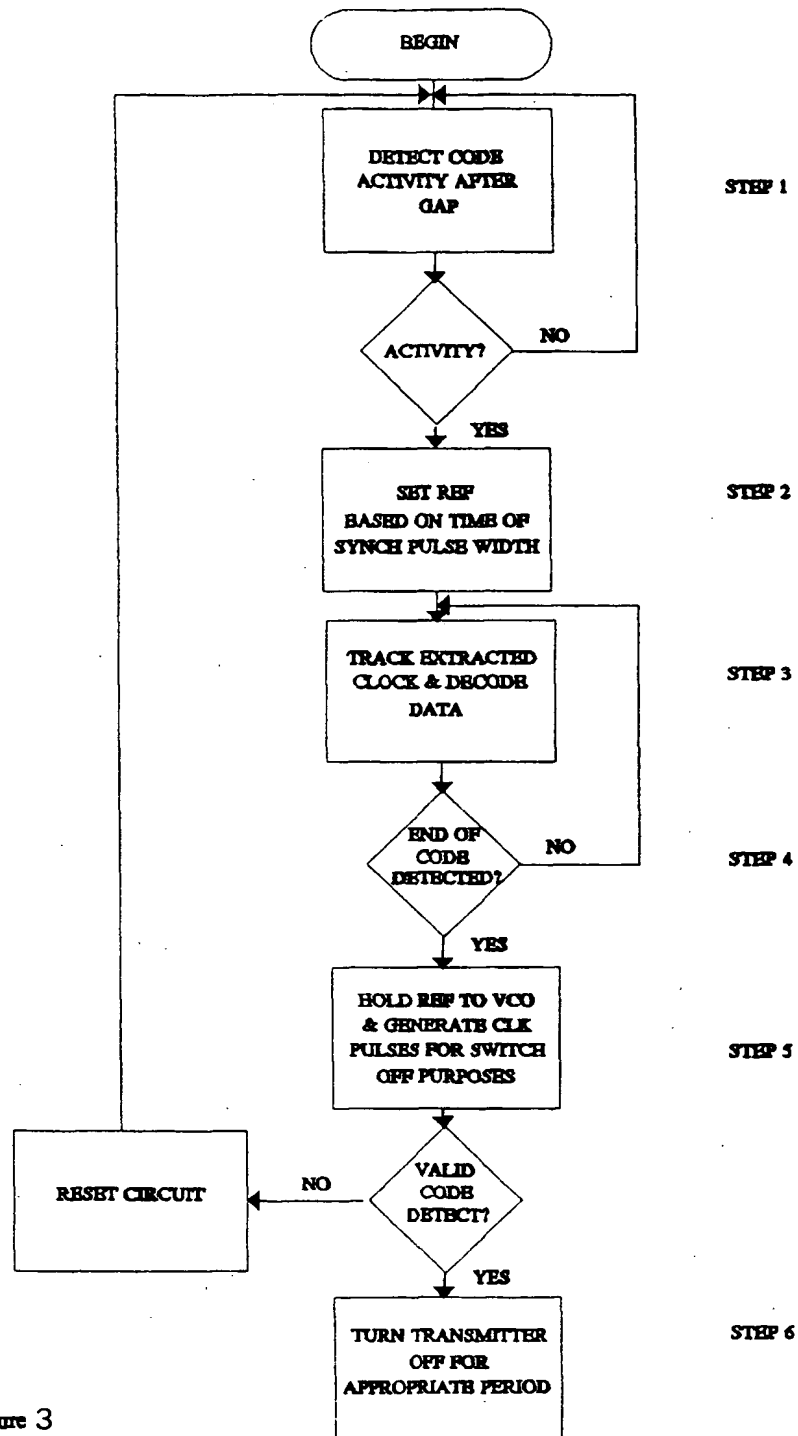 BEGIN
DETECT CODE
ACTIVITY AFTER
GAP
STEP 1
ACTIVITY?
NO
YES
SET REF
BASED ON TIME OF
SYNCH PULSE WIDTH
STEP 2
TRACK EXTRACTED
CLOCK & DECODE
DATA
STEP 3
END OF
CODE
DETECTED?
NO
STEP 4
YES
HOLD REF TO VCO
& GENERATE CLK
PULSES FOR SWITCH
OFF PURPOSES
STEP 5
VALID
CODE
DETECT?
NO
RESET CIRCUIT
YES
TURN TRANSMITTER
OFF FOR
APPROPRIATE PERIOD
STEP 6
ure 3